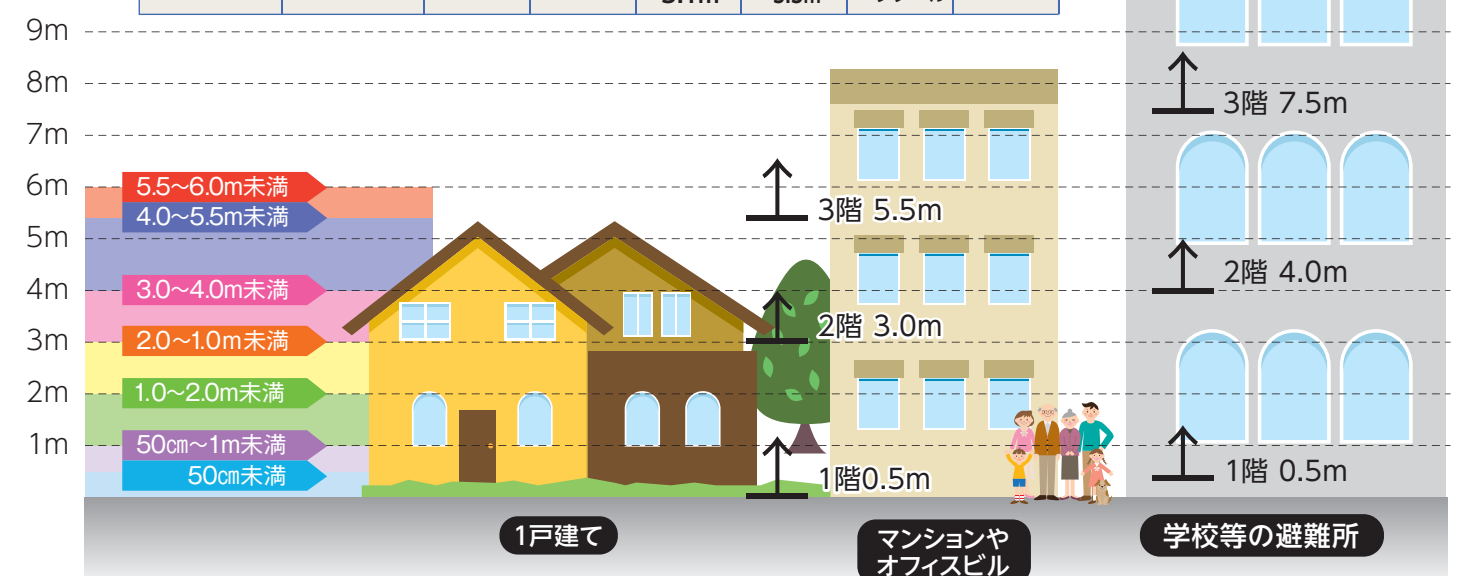 9m
8m
7m
6m
5m
4m
3m
2m
1m
5.5～6.0m未満
4.0～5.5m未満
3.0～4.0m未満
2.0～1.0m未満
1.0～2.0m未満
50㎝～1m未満
50㎝未満
3階 5.5m
2階 3.0m
1階0.5m
3階 7.5m
2階 4.0m
1階 0.5m
1戸建て
マンションや
オフィスビル
学校等の避難所